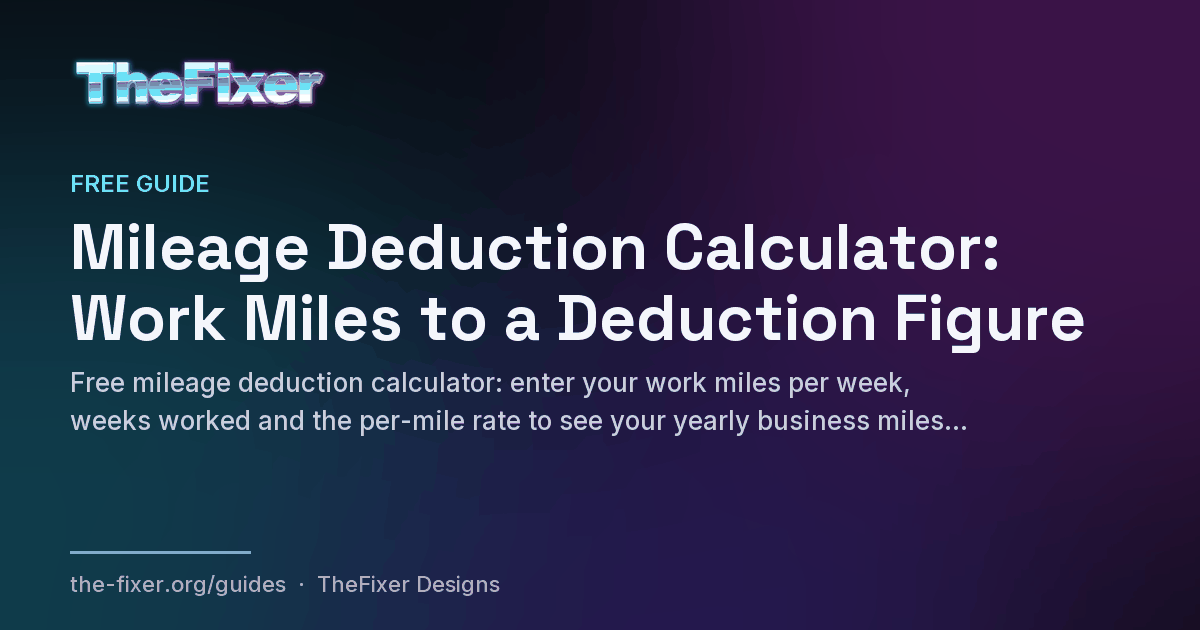 TheFixer
FREE GUIDE
Mileage Deduction Calculator:
Work Miles to a Deduction Figure
Free mileage deduction calculator: enter your work miles per week,
weeks worked and the per-mile rate to see your yearly business miles...
the-fixer.org/guides · TheFixer Designs